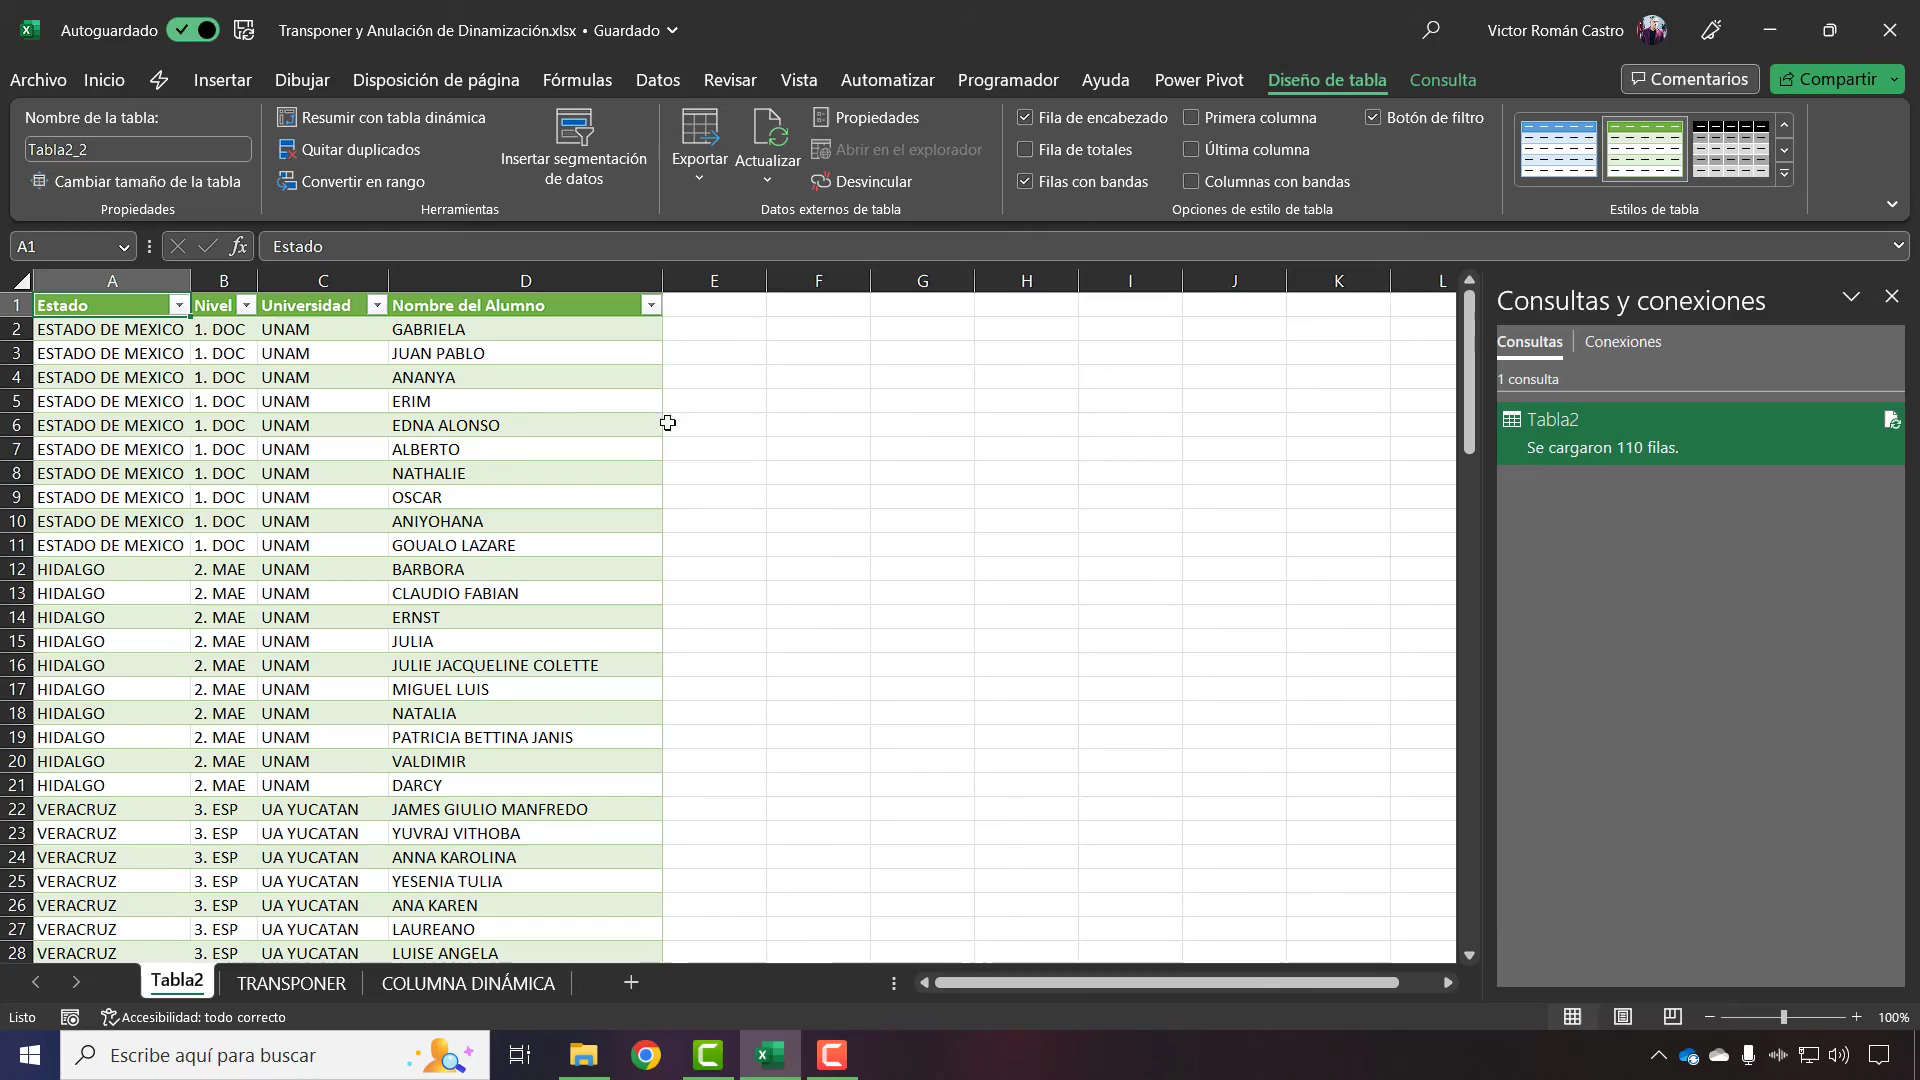 Autoguardado
Transponer y Anulación de Dinamización.xlsx • Guardado
Victor Román Castro
Archivo Inicio Insertar Dibujar Disposición de página Fórmulas Datos Revisar Vista Automatizar Programador Ayuda Power Pivot Diseño de tabla Consulta
Comentarios
Compartir
Nombre de la tabla:
Tabla2_2
Cambiar tamaño de la tabla
Propiedades
Resumir con tabla dinámica
Quitar duplicados
Convertir en rango
Insertar segmentación
de datos
Herramientas
Exportar
Actualizar
Propiedades
Abrir en el explorador
Desvincular
Datos externos de tabla
Fila de encabezado
Fila de totales
Filas con bandas
Primera columna
Última columna
Columnas con bandas
Botón de filtro
Opciones de estilo de tabla
Estilos de tabla
A1
fx
Estado
A B C D E F G H I J K L
1 Estado Nivel Universidad Nombre del Alumno
2 ESTADO DE MEXICO 1. DOC UNAM GABRIELA
3 ESTADO DE MEXICO 1. DOC UNAM JUAN PABLO
4 ESTADO DE MEXICO 1. DOC UNAM ANANYA
5 ESTADO DE MEXICO 1. DOC UNAM ERIM
6 ESTADO DE MEXICO 1. DOC UNAM EDNA ALONSO
7 ESTADO DE MEXICO 1. DOC UNAM ALBERTO
8 ESTADO DE MEXICO 1. DOC UNAM NATHALIE
9 ESTADO DE MEXICO 1. DOC UNAM OSCAR
10 ESTADO DE MEXICO 1. DOC UNAM ANIYOHANA
11 ESTADO DE MEXICO 1. DOC UNAM GOUALO LAZARE
12 HIDALGO 2. MAE UNAM BARBORA
13 HIDALGO 2. MAE UNAM CLAUDIO FABIAN
14 HIDALGO 2. MAE UNAM ERNST
15 HIDALGO 2. MAE UNAM JULIA
16 HIDALGO 2. MAE UNAM JULIE JACQUELINE COLETTE
17 HIDALGO 2. MAE UNAM MIGUEL LUIS
18 HIDALGO 2. MAE UNAM NATALIA
19 HIDALGO 2. MAE UNAM PATRICIA BETTINA JANIS
20 HIDALGO 2. MAE UNAM VALDIMIR
21 HIDALGO 2. MAE UNAM DARCY
22 VERACRUZ 3. ESP UA YUCATAN JAMES GIULIO MANFREDO
23 VERACRUZ 3. ESP UA YUCATAN YUVRAJ VITHOBA
24 VERACRUZ 3. ESP UA YUCATAN ANNA KAROLINA
25 VERACRUZ 3. ESP UA YUCATAN YESENIA TULIA
26 VERACRUZ 3. ESP UA YUCATAN ANA KAREN
27 VERACRUZ 3. ESP UA YUCATAN LAUREANO
28 VERACRUZ 3. ESP UA YUCATAN LUISE ANGELA
Consultas y conexiones
Consultas Conexiones
1 consulta
Tabla2
Se cargaron 110 filas.
Tabla2 TRANSPONER COLUMNA DINÁMICA
Listo
Accesibilidad: todo correcto
100%
Escribe aquí para buscar